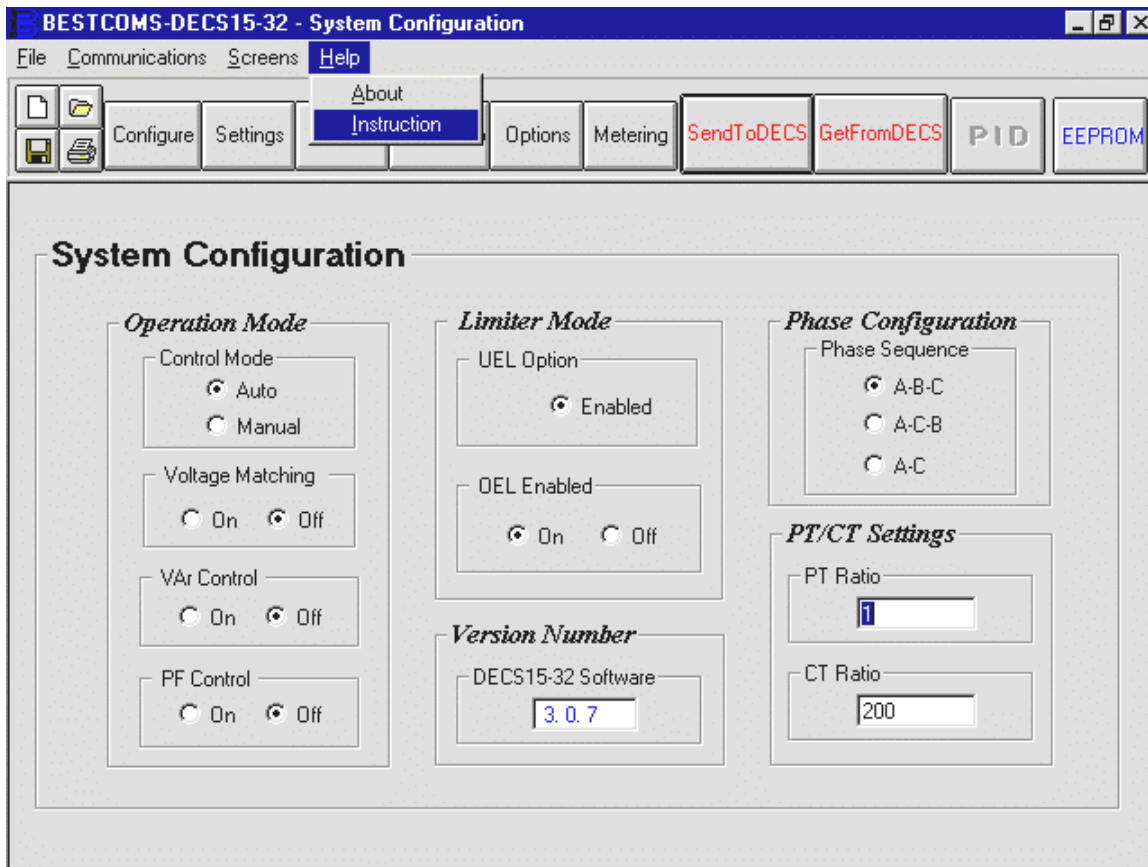 BESTCOMS-DECS15-32 - System Configuration
File Communications Screens Help
About
Instruction
Configure Settings Options Metering SendToDECS GetFromDECS PID EEPROM
System Configuration
Operation Mode
Control Mode
Auto
Manual
Voltage Matching
On Off
VAr Control
On Off
PF Control
On Off
Limiter Mode
UEL Option
Enabled
OEL Enabled
On Off
Version Number
DECS15-32 Software
3. 0. 7
Phase Configuration
Phase Sequence
A-B-C
A-C-B
A-C
PT/CT Settings
PT Ratio
1
CT Ratio
200